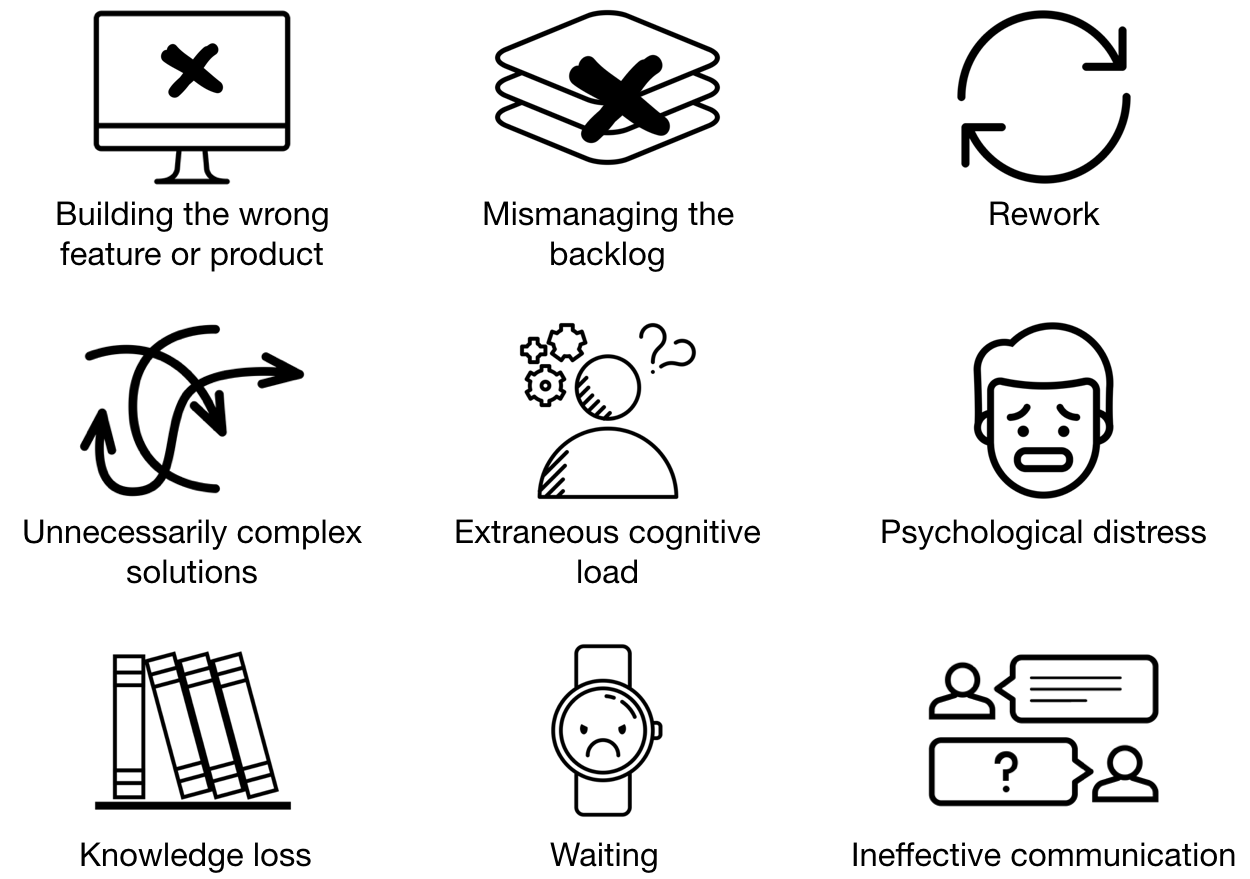 Building the wrong
feature or product
Mismanaging the
backlog
Rework
Unnecessarily complex
solutions
??
Extraneous cognitive
load
Psychological distress
Knowledge loss
Waiting
?
Ineffective communication